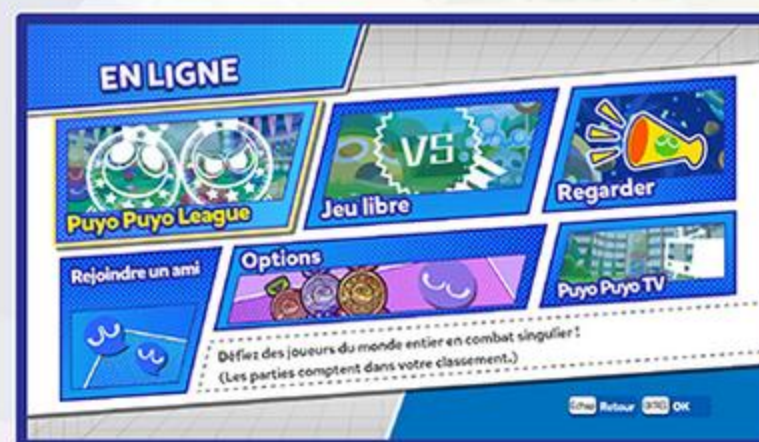 EN LIGNE
Puyo Puyo League
VS
Jeu libre
Regarder
Rejoindre un ami
Options
Puyo Puyo TV
Défiez des joueurs du monde entier en combat singulier !
(Les parties comptent dans votre classement.)
Retour OK